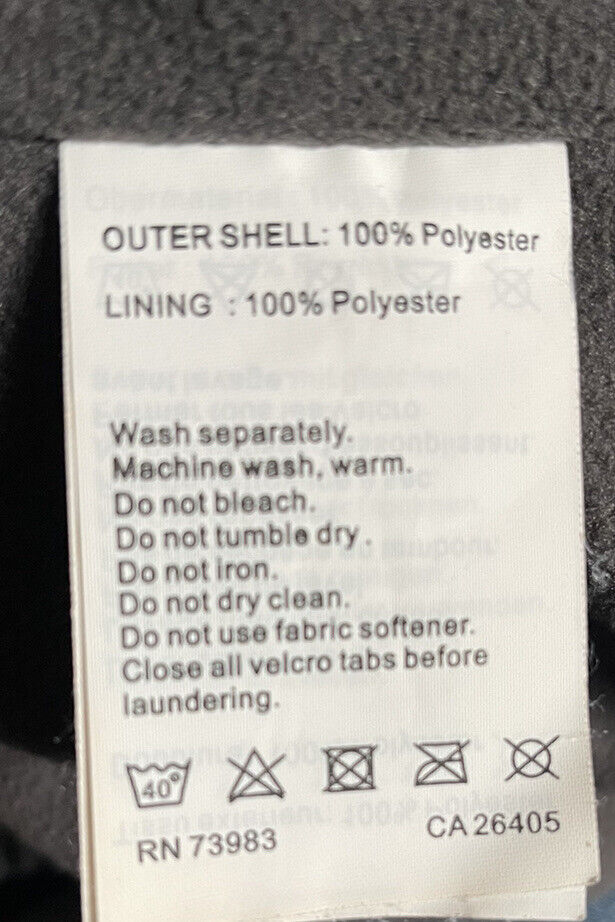 OUTER SHELL: 100% Polyester
LINING : 100% Polyester
Wash separately.
Machine wash, warm.
Do not bleach.
Do not tumble dry.
Do not iron.
Do not dry clean.
Do not use fabric softener.
Close all velcro tabs before
laundering.
40°
RN 73983
CA 26405